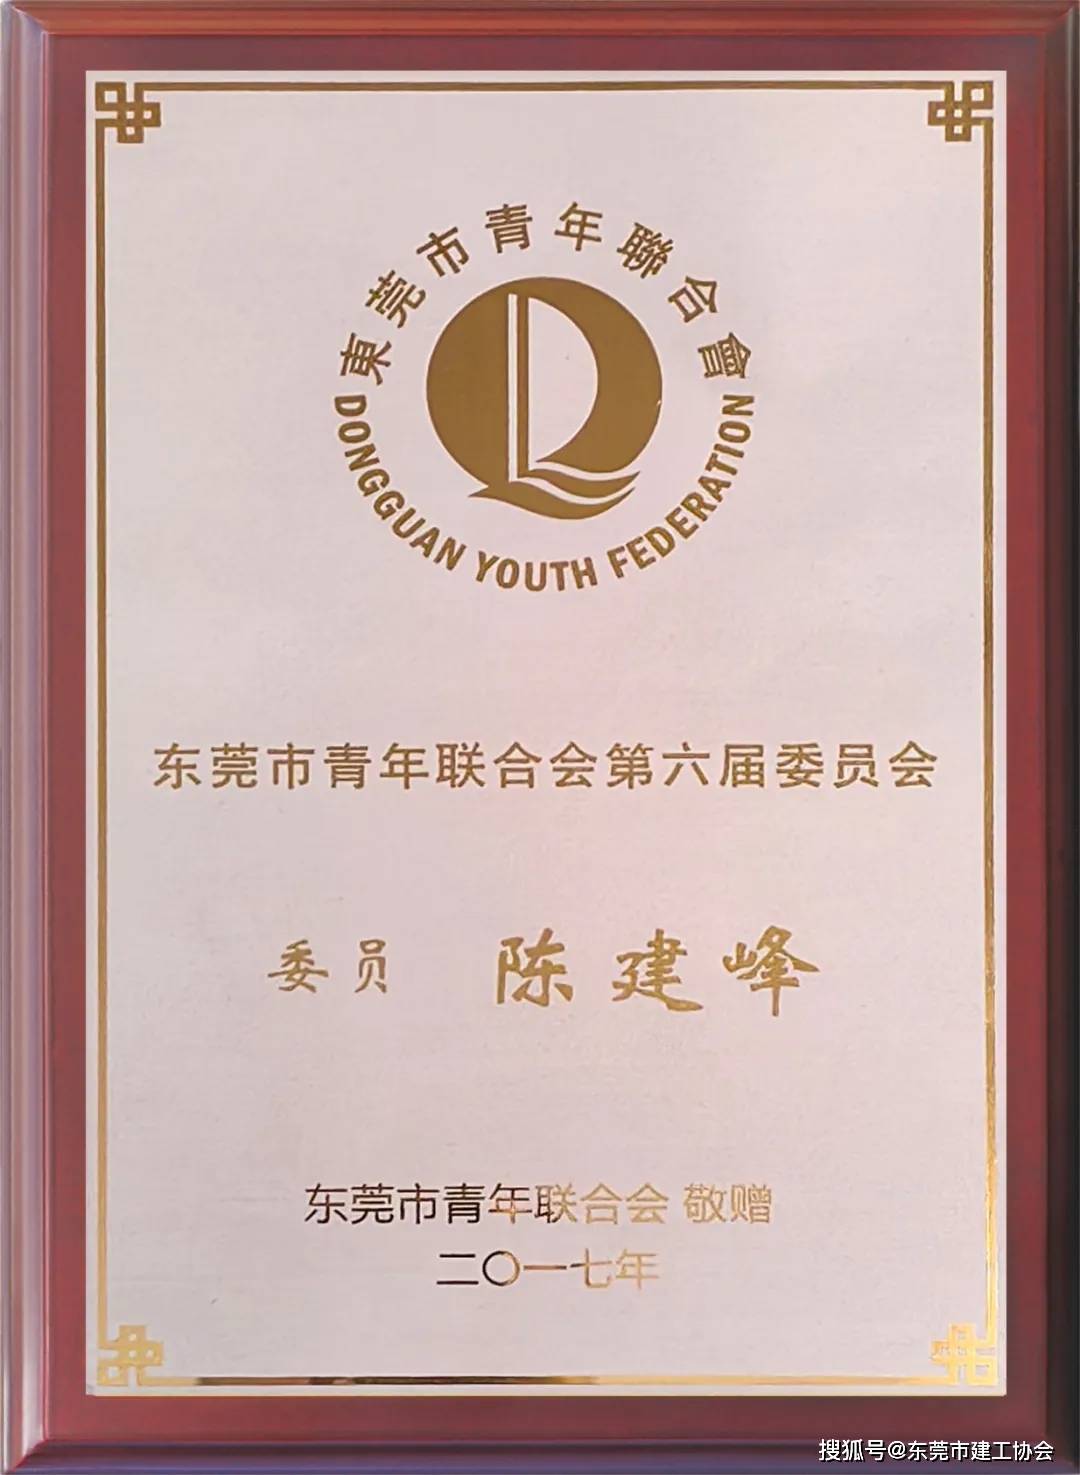 東莞市青年聯合會
DONGGUAN YOUTH FEDERATION
东莞市青年联合会第六届委员会
委员 陈建峰
东莞市青年联合会 敬赠
二〇一七年
搜狐号@东莞市建工协会